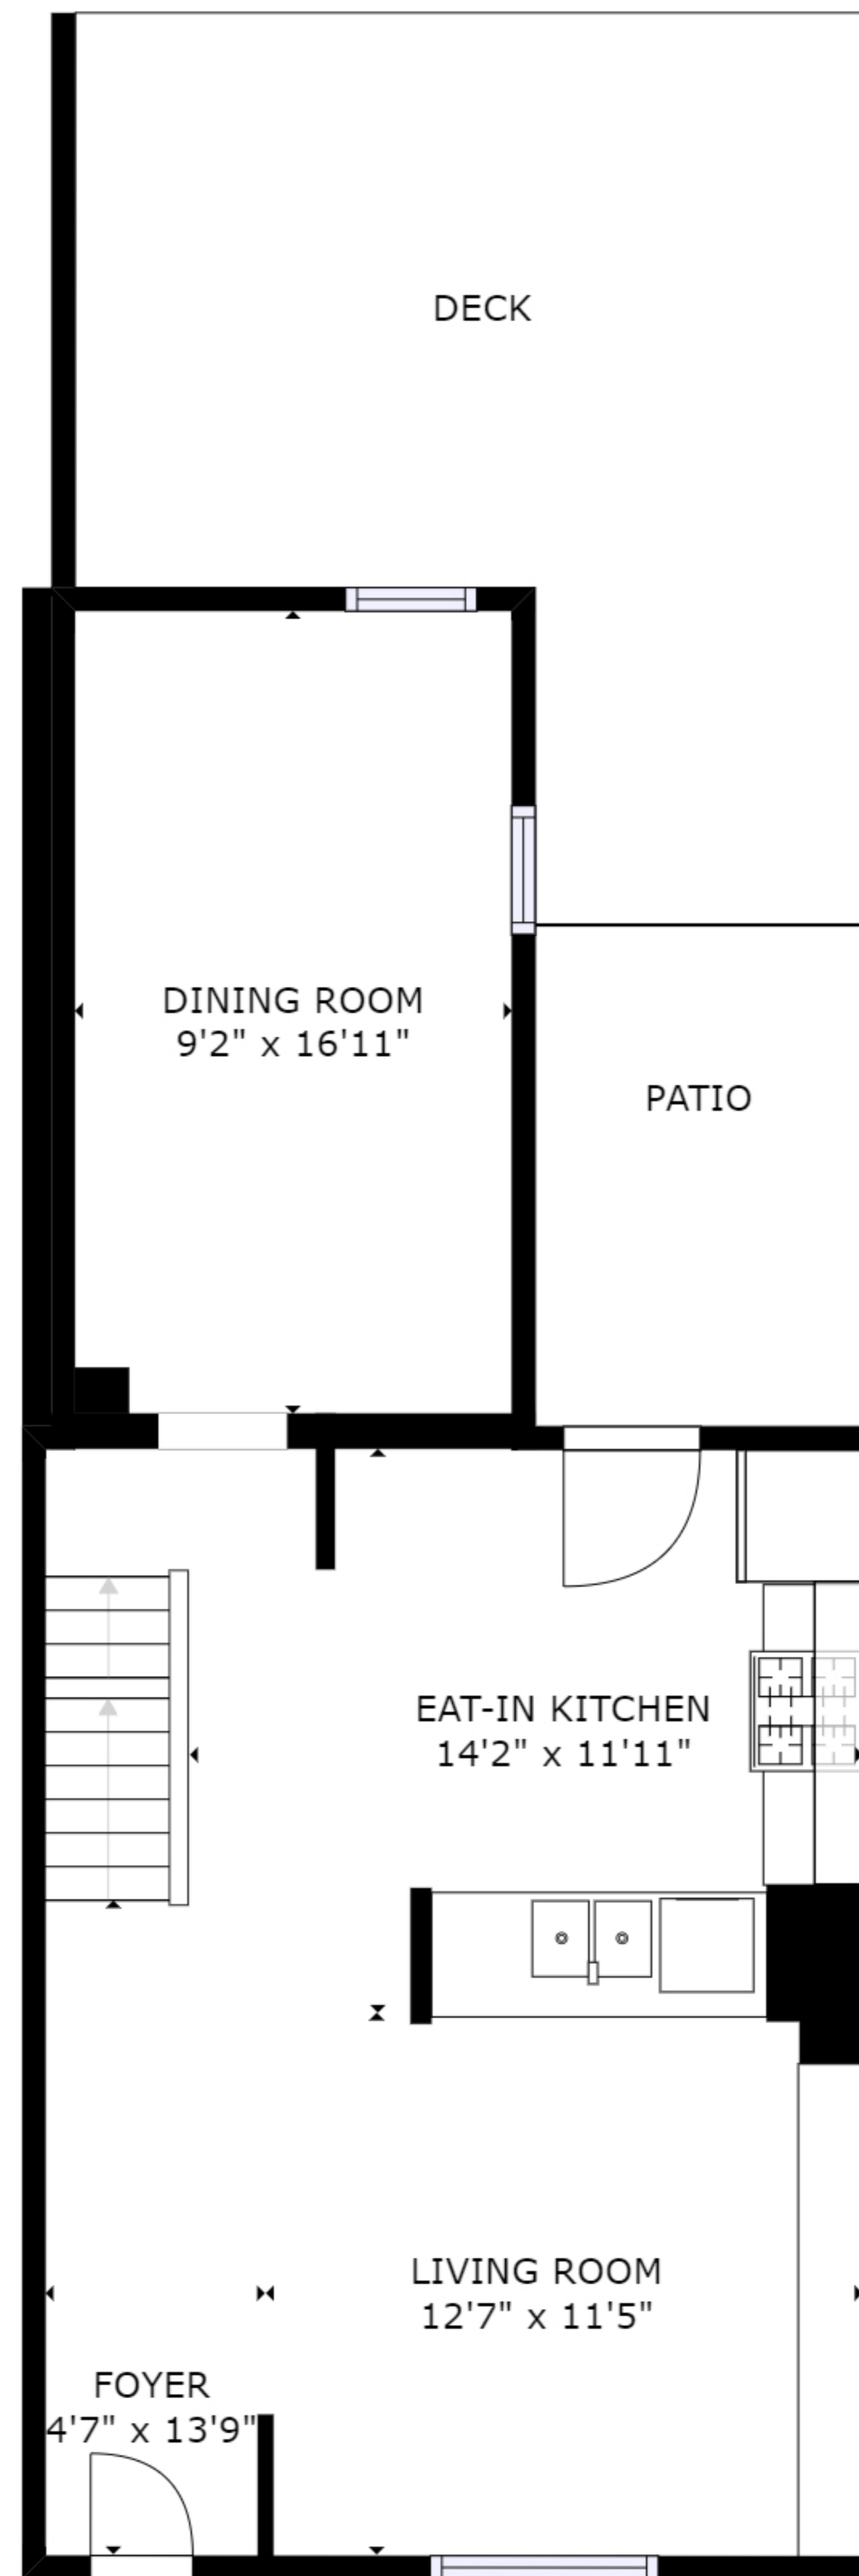 DECK
DINING ROOM
9'2" x 16'11"
PATIO
EAT-IN KITCHEN
14'2" x 11'11"
LIVING ROOM
12'7" x 11'5"
FOYER
4'7" x 13'9"